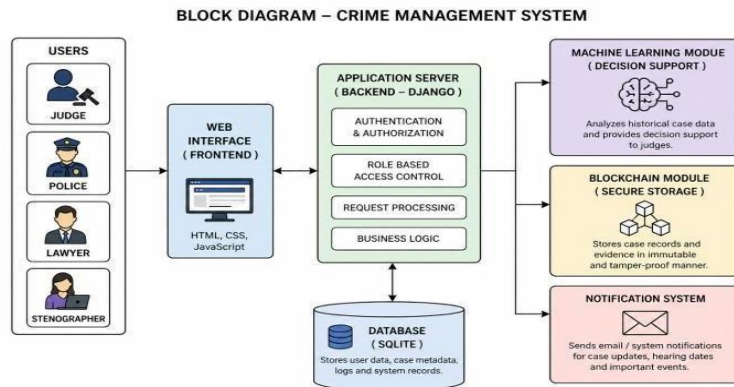 BLOCK DIAGRAM – CRIME MANAGEMENT SYSTEM
USERS
JUDGE
POLICE
LAWYER
STENOGRAPHER
WEB
INTERFACE
( FRONTEND )
HTML, CSS,
JavaScript
APPLICATION SERVER
( BACKEND – DJANGO )
AUTHENTICATION
& AUTHORIZATION
ROLE BASED
ACCESS CONTROL
REQUEST PROCESSING
BUSINESS LOGIC
DATABASE
( SQLITE )
Stores user data, case metadata,
logs and system records.
MACHINE LEARNING MODUE
( DECISION SUPPORT )
Analyzes historical case data
and provides decision support
to judges.
BLOCKCHAIN MODULE
( SECURE STORAGE )
Stores case records and
evidence in immutable
and tamper-proof manner.
NOTIFICATION SYSTEM
Sends email / system notifications
for case updates, hearing dates
and important events.